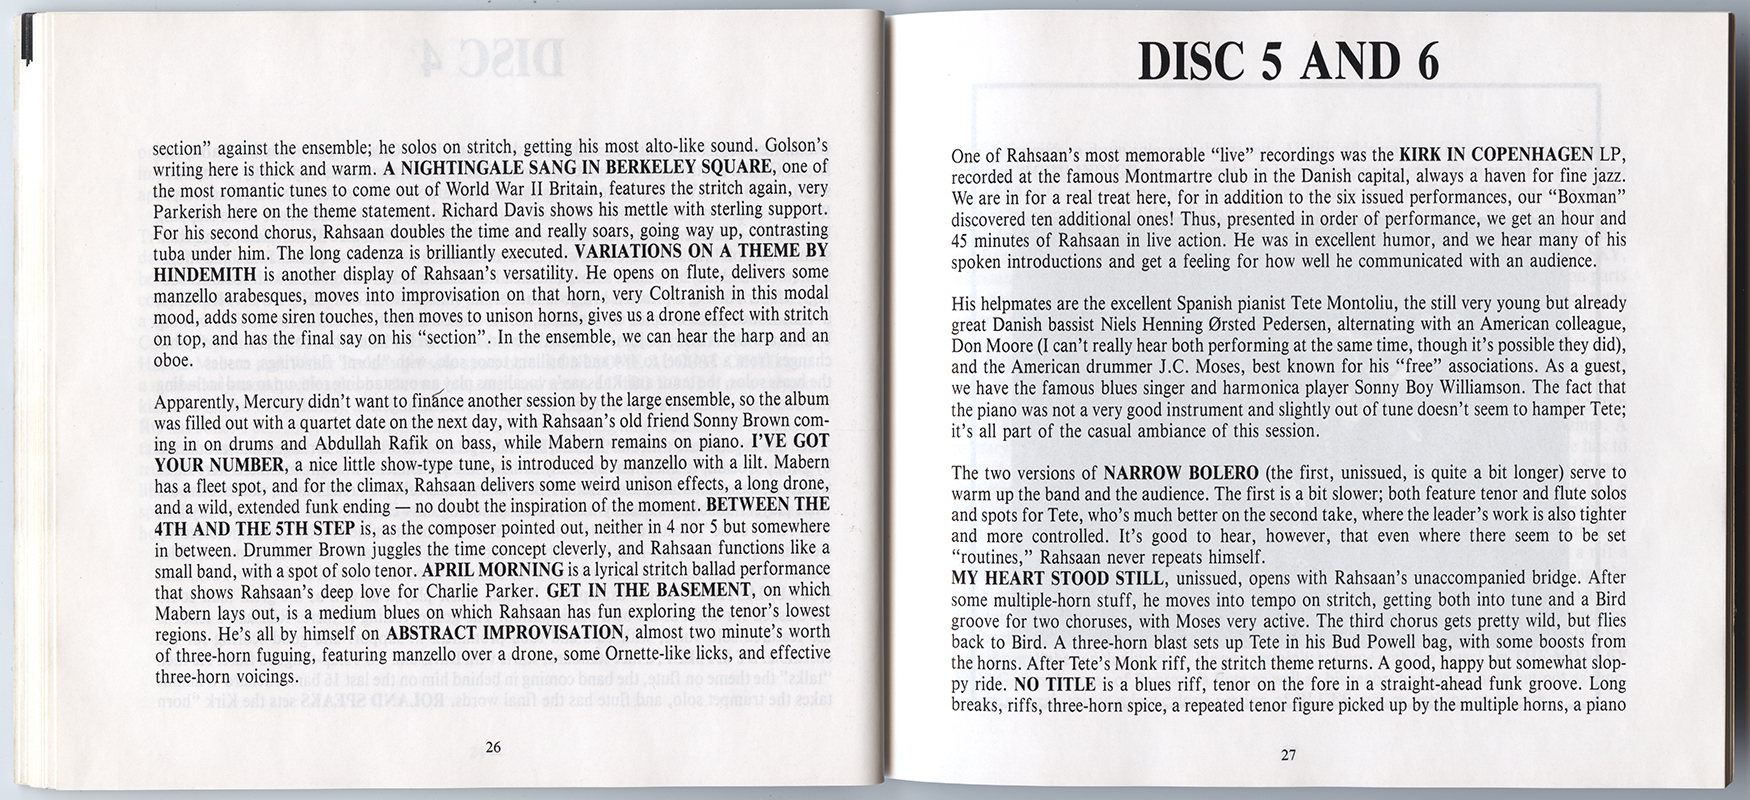 section” against the ensemble; he solos on stritch, getting his most alto-like sound. Golson’s
writing here is thick and warm. A NIGHTINGALE SANG IN BERKELEY SQUARE, one of
the most romantic tunes to come out of World War II Britain, features the stritch again, very
Parkerish here on the theme statement. Richard Davis shows his mettle with sterling support.
For his second chorus, Rahsaan doubles the time and really soars, going way up, contrasting
tuba under him. The long cadenza is brilliantly executed. VARIATIONS ON A THEME BY
HINDEMITH is another display of Rahsaan’s versatility. He opens on flute, delivers some
manzello arabesques, moves into improvisation on that horn, very Coltranish in this modal
mood, adds some siren touches, then moves to unison horns, gives us a drone effect with stritch
on top, and has the final say on his “section”. In the ensemble, we can hear the harp and an
oboe.
Apparently, Mercury didn’t want to finance another session by the large ensemble, so the album
was filled out with a quartet date on the next day, with Rahsaan’s old friend Sonny Brown com-
ing in on drums and Abdullah Rafik on bass, while Mabern remains on piano. I’VE GOT
YOUR NUMBER, a nice little show-type tune, is introduced by manzello with a lilt. Mabern
has a fleet spot, and for the climax, Rahsaan delivers some weird unison effects, a long drone,
and a wild, extended funk ending — no doubt the inspiration of the moment. BETWEEN THE
4TH AND THE 5TH STEP is, as the composer pointed out, neither in 4 nor 5 but somewhere
in between. Drummer Brown juggles the time concept cleverly, and Rahsaan functions like a
small band, with a spot of solo tenor. APRIL MORNING is a lyrical stritch ballad performance
that shows Rahsaan’s deep love for Charlie Parker. GET IN THE BASEMENT, on which
Mabern lays out, is a medium blues on which Rahsaan has fun exploring the tenor’s lowest
regions. He’s all by himself on ABSTRACT IMPROVISATION, almost two minute’s worth
of three-horn fuguing, featuring manzello over a drone, some Ornette-like licks, and effective
three-horn voicings.
26
DISC 5 AND 6
One of Rahsaan’s most memorable “live” recordings was the KIRK IN COPENHAGEN LP,
recorded at the famous Montmartre club in the Danish capital, always a haven for fine jazz.
We are in for a real treat here, for in addition to the six issued performances, our “Boxman”
discovered ten additional ones! Thus, presented in order of performance, we get an hour and
45 minutes of Rahsaan in live action. He was in excellent humor, and we hear many of his
spoken introductions and get a feeling for how well he communicated with an audience.
His helpmates are the excellent Spanish pianist Tete Montoliu, the still very young but already
great Danish bassist Niels Henning Ørsted Pedersen, alternating with an American colleague,
Don Moore (I can’t really hear both performing at the same time, though it’s possible they did),
and the American drummer J.C. Moses, best known for his “free” associations. As a guest,
we have the famous blues singer and harmonica player Sonny Boy Williamson. The fact that
the piano was not a very good instrument and slightly out of tune doesn’t seem to hamper Tete;
it’s all part of the casual ambiance of this session.
The two versions of NARROW BOLERO (the first, unissued, is quite a bit longer) serve to
warm up the band and the audience. The first is a bit slower; both feature tenor and flute solos
and spots for Tete, who’s much better on the second take, where the leader’s work is also tighter
and more controlled. It’s good to hear, however, that even where there seem to be set
“routines,” Rahsaan never repeats himself.
MY HEART STOOD STILL, unissued, opens with Rahsaan’s unaccompanied bridge. After
some multiple-horn stuff, he moves into tempo on stritch, getting both into tune and a Bird
groove for two choruses, with Moses very active. The third chorus gets pretty wild, but flies
back to Bird. A three-horn blast sets up Tete in his Bud Powell bag, with some boosts from
the horns. After Tete’s Monk riff, the stritch theme returns. A good, happy but somewhat slop-
py ride. NO TITLE is a blues riff, tenor on the fore in a straight-ahead funk groove. Long
breaks, riffs, three-horn spice, a repeated tenor figure picked up by the multiple horns, a piano
27